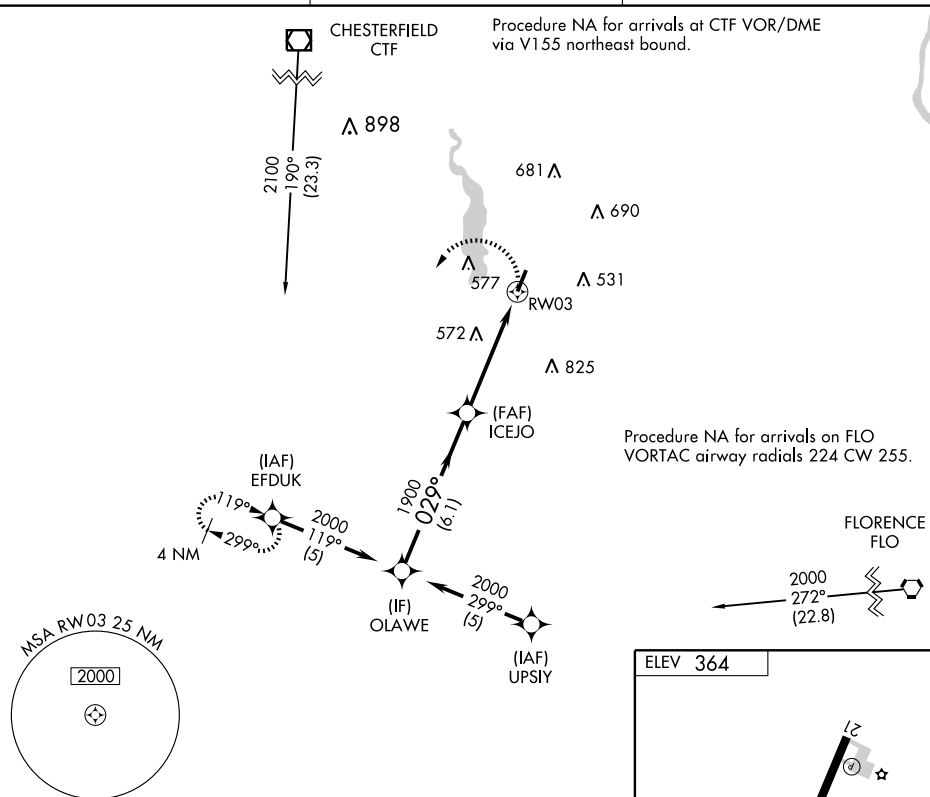 CHESTERFIELD
CTF
Procedure NA for arrivals at CTF VOR/DME
via V155 northeast bound.
898
2100
190°
(23.3)
681
690
577
531
RW03
572
825
(FAF)
ICEJO
Procedure NA for arrivals on FLO
VORTAC airway radials 224 CW 255.
(IAF)
EFDUK
119°
299°
4 NM
2000
119°
(5)
1900
029°
(6.1)
FLORENCE
FLO
2000
272°
(22.8)
(IF)
OLAWE
2000
299°
(5)
(IAF)
UPSIY
MSA RW03 25 NM
2000
ELEV 364
21
P